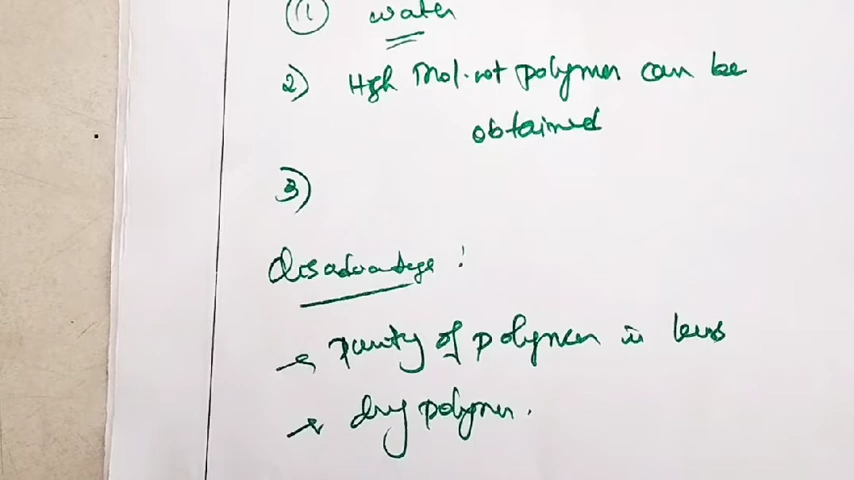 (1) water
2) High Mol.wt polymer can be
obtained
3)
disadvantage :
→ Purity of polymer is less
→ dry polymer.